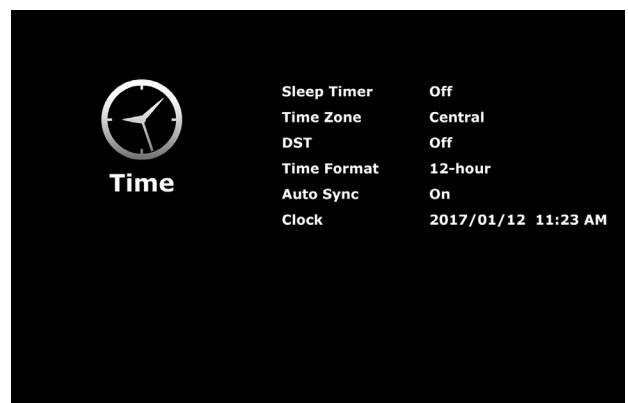 Time
Sleep Timer Off
Time Zone Central
DST Off
Time Format 12-hour
Auto Sync On
Clock 2017/01/12 11:23 AM